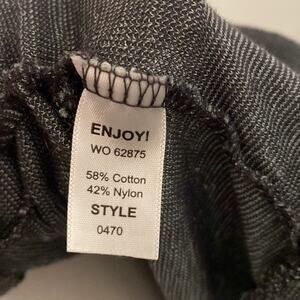 ENJOY!
WO 62875
58% Cotton
42% Nylon
STYLE
0470